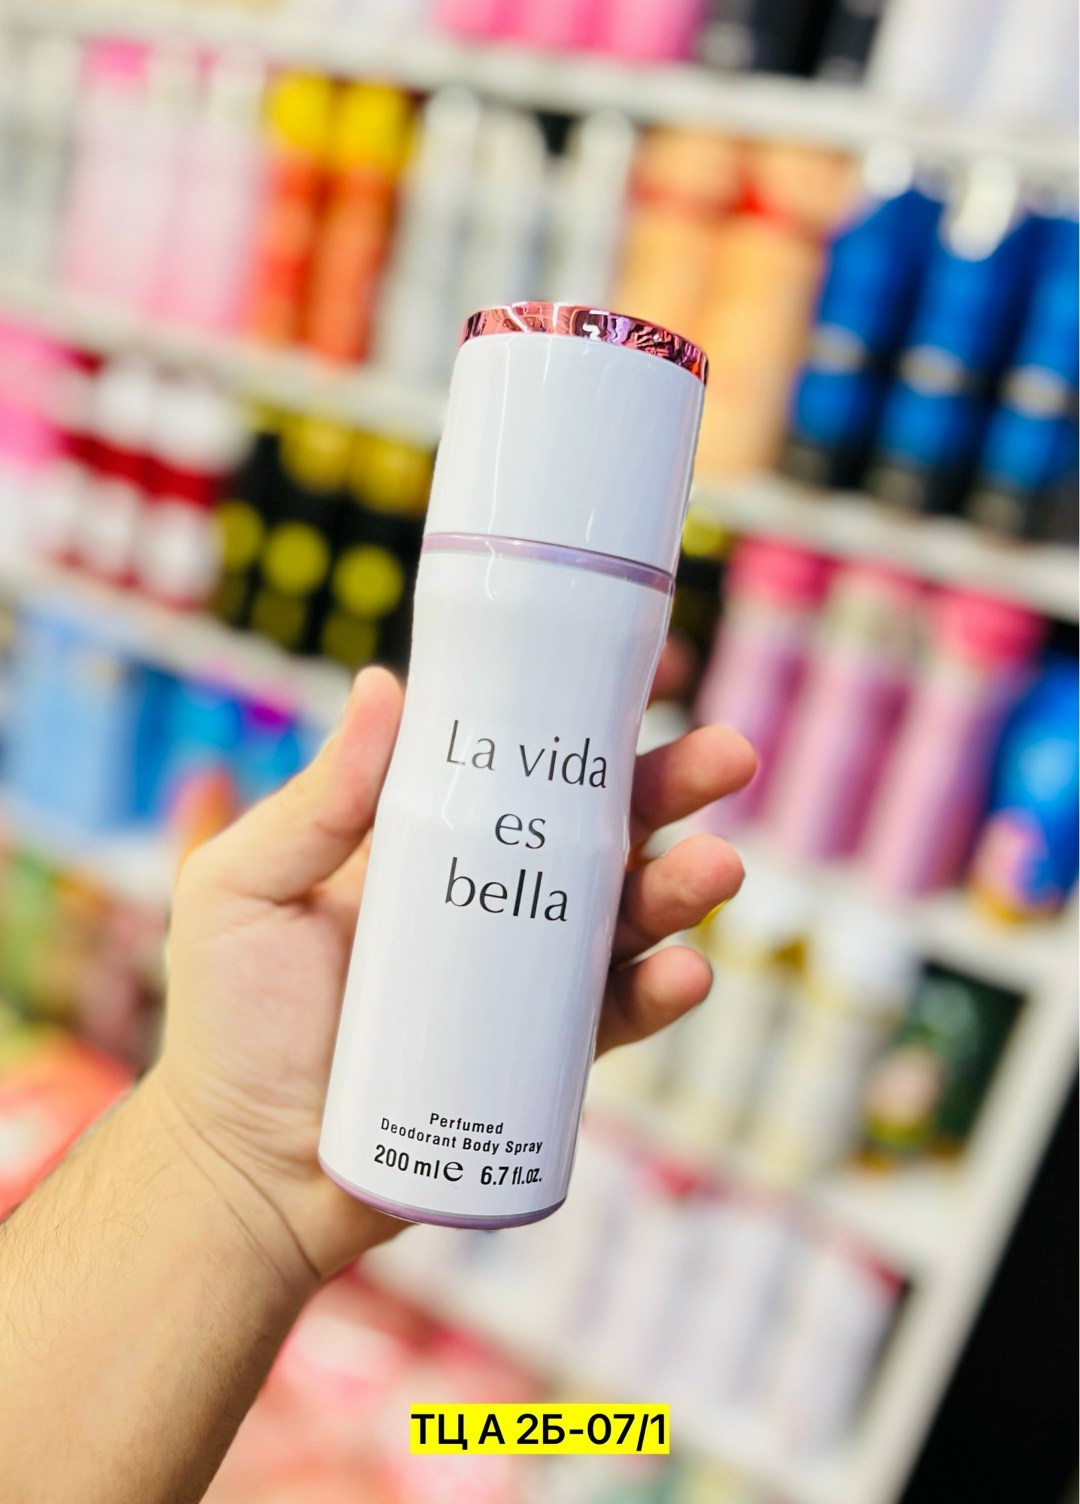 La vida
es
bella
Perfumed
Deodorant Body Spray
200 ml e 6.7 fl.oz.
ТЦ А 2Б-07/1